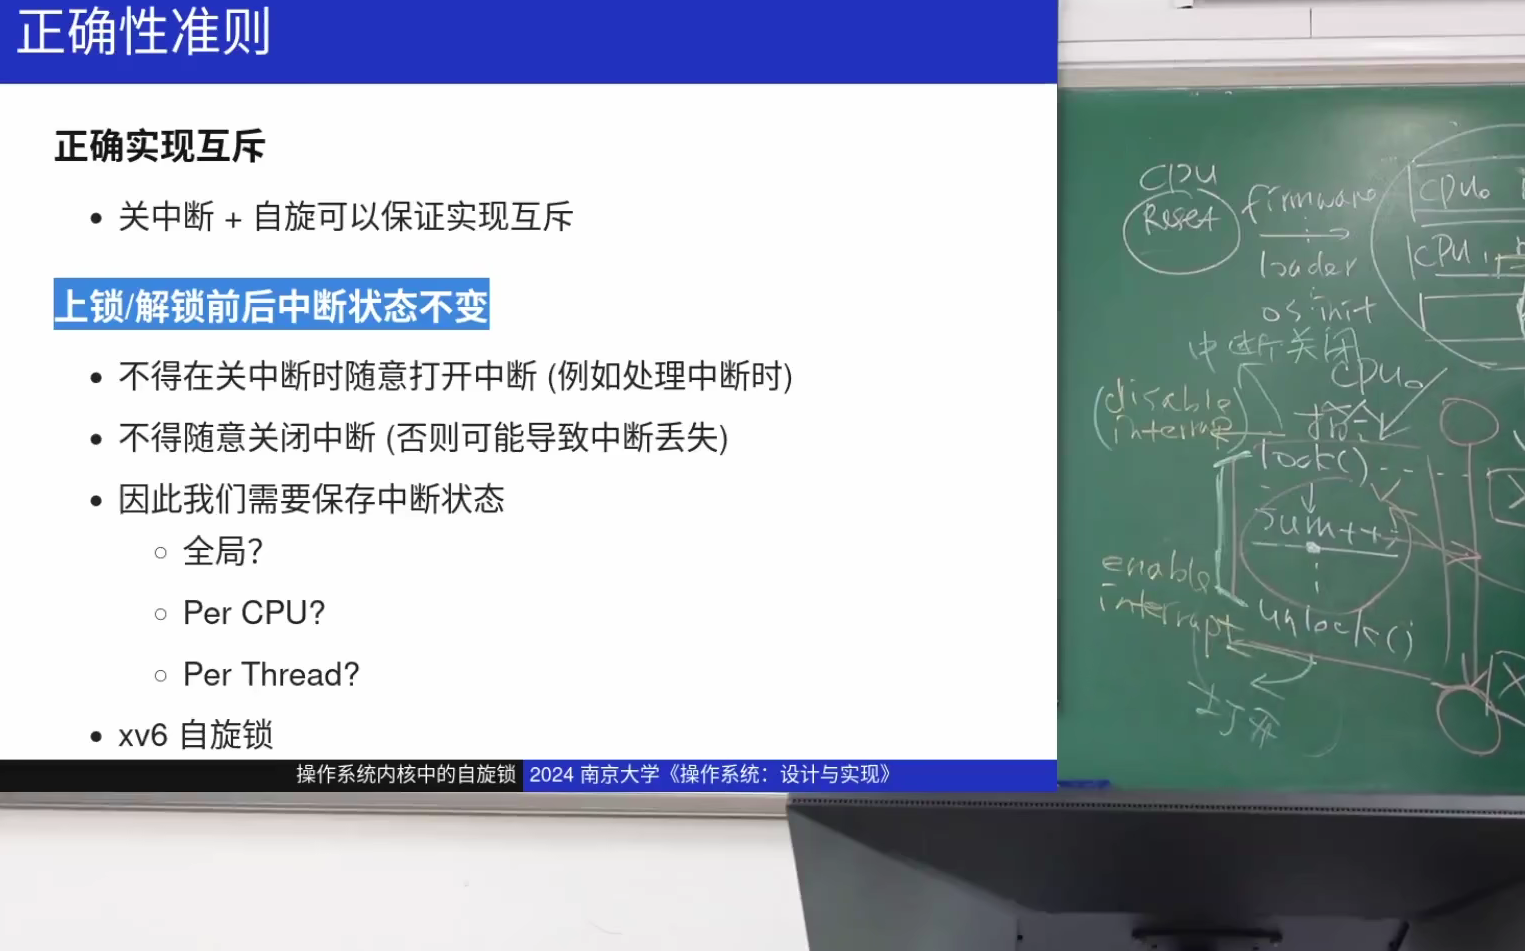 正确性准则
正确实现互斥
• 关中断 + 自旋可以保证实现互斥
上锁/解锁前后中断状态不变
• 不得在关中断时随意打开中断 (例如处理中断时)
• 不得随意关闭中断 (否则可能导致中断丢失)
• 因此我们需要保存中断状态
○ 全局?
○ Per CPU?
○ Per Thread?
• xv6 自旋锁
操作系统内核中的自旋锁
2024 南京大学《操作系统：设计与实现》
CPU
Reset
firmware
loader
os init
CPU0
CPU1
中断关闭
CPU0
(disable
interrupt)
lock()
sum++;
enable
interrupt
unlock()
打开